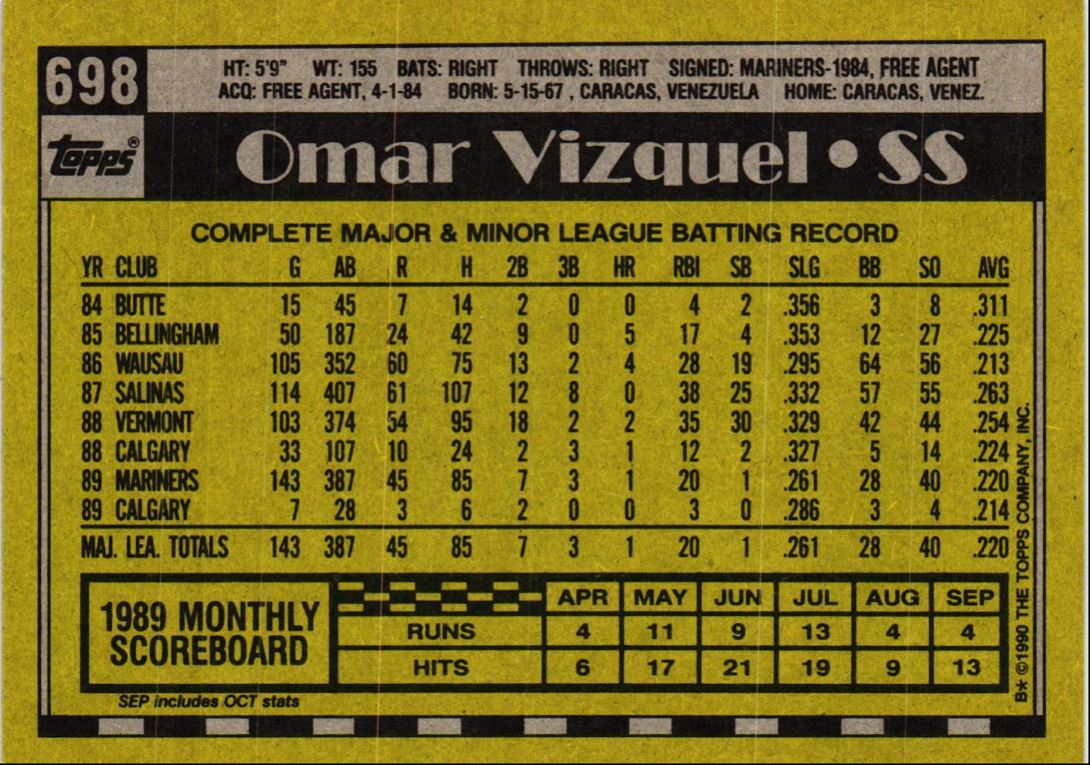 698
HT: 5'9" WT: 155 BATS: RIGHT THROWS: RIGHT SIGNED: MARINERS-1984, FREE AGENT
ACQ: FREE AGENT, 4-1-84 BORN: 5-15-67 , CARACAS, VENEZUELA HOME: CARACAS, VENEZ.
topps®
Omar Vizquel • SS
COMPLETE MAJOR & MINOR LEAGUE BATTING RECORD
YR CLUB G AB R H 2B 3B HR RBI SB SLG BB SO AVG
84 BUTTE 15 45 7 14 2 0 0 4 2 .356 3 8 .311
85 BELLINGHAM 50 187 24 42 9 0 5 17 4 .353 12 27 .225
86 WAUSAU 105 352 60 75 13 2 4 28 19 .295 64 56 .213
87 SALINAS 114 407 61 107 12 8 0 38 25 .332 57 55 .263
88 VERMONT 103 374 54 95 18 2 2 35 30 .329 42 44 .254
88 CALGARY 33 107 10 24 2 3 1 12 2 .327 5 14 .224
89 MARINERS 143 387 45 85 7 3 1 20 1 .261 28 40 .220
89 CALGARY 7 28 3 6 2 0 0 3 0 .286 3 4 .214
MAJ. LEA. TOTALS 143 387 45 85 7 3 1 20 1 .261 28 40 .220
1989 MONTHLY
SCOREBOARD
APR MAY JUN JUL AUG SEP
RUNS 4 11 9 13 4 4
HITS 6 17 21 19 9 13
SEP includes OCT stats
B* ©1990 THE TOPPS COMPANY, INC.